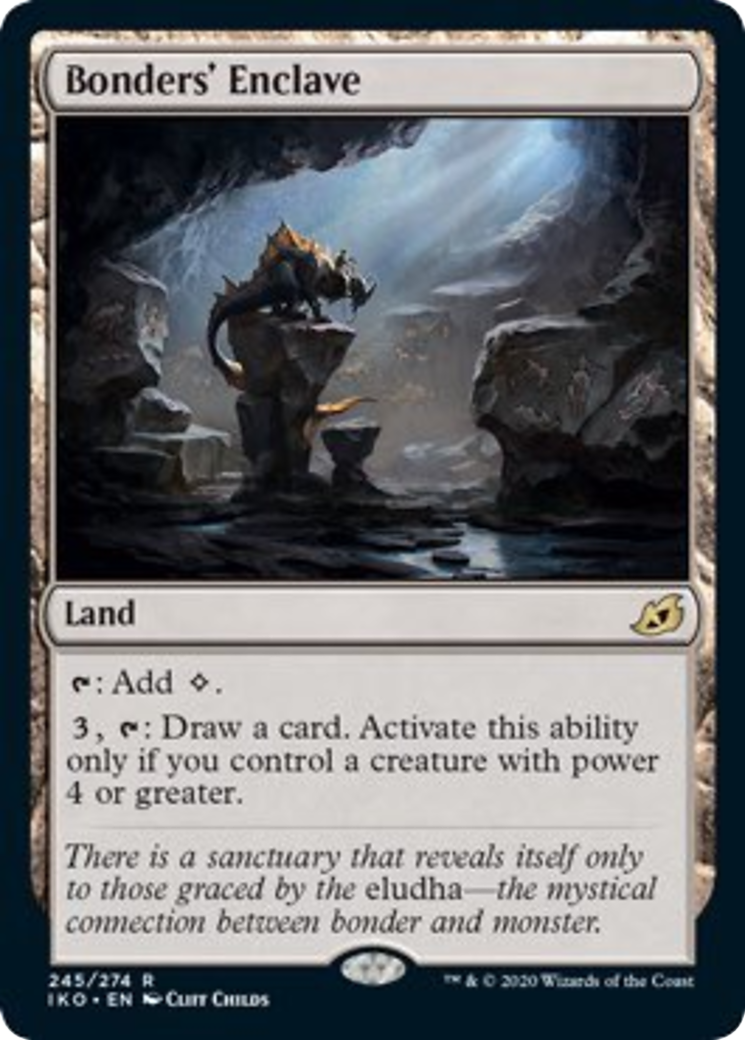 Bonders' Enclave
Land
: Add .
3, : Draw a card. Activate this ability
only if you control a creature with power
4 or greater.
There is a sanctuary that reveals itself only
to those graced by the eludha—the mystical
connection between bonder and monster.
245/274 R
IKO • EN Cliff Childs
™ & © 2020 Wizards of the Coast